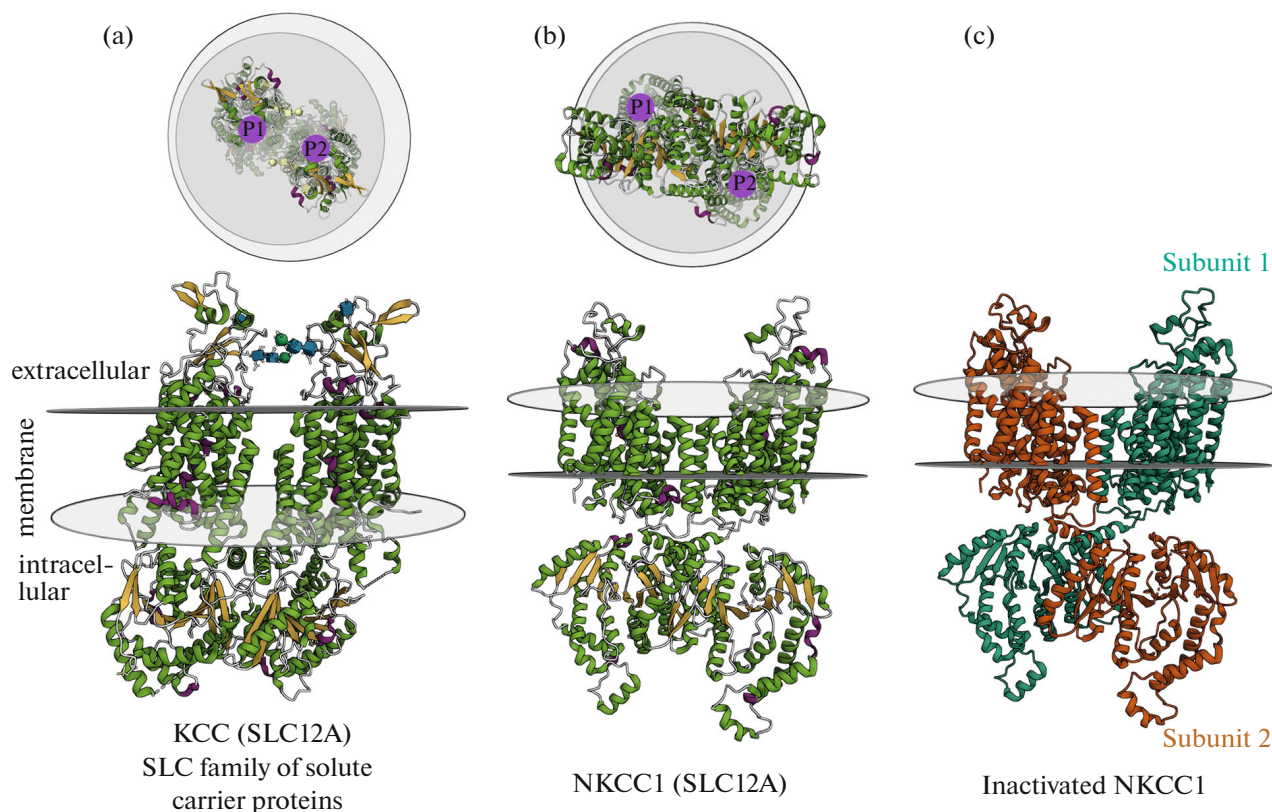 (a)
(b)
(c)
P1
P2
P1
P2
Subunit 1
extracellular
membrane
intracel-
lular
Subunit 2
KCC (SLC12A)
SLC family of solute
carrier proteins
NKCC1 (SLC12A)
Inactivated NKCC1